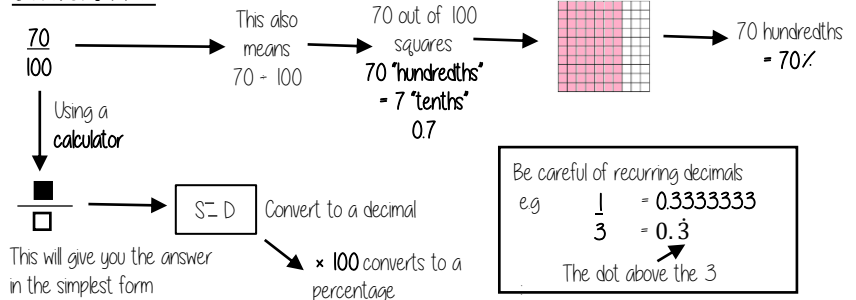 70
100
This also
means
70 ÷ 100
70 out of 100
squares
70 "hundredths"
= 7 "tenths"
0.7
70 hundredths
= 70%
Using a
calculator
This will give you the answer
in the simplest form
S⇔D
Convert to a decimal
× 100 converts to a
percentage
Be careful of recurring decimals
e.g 1 = 0.3333333
3 = 0.3̇
The dot above the 3